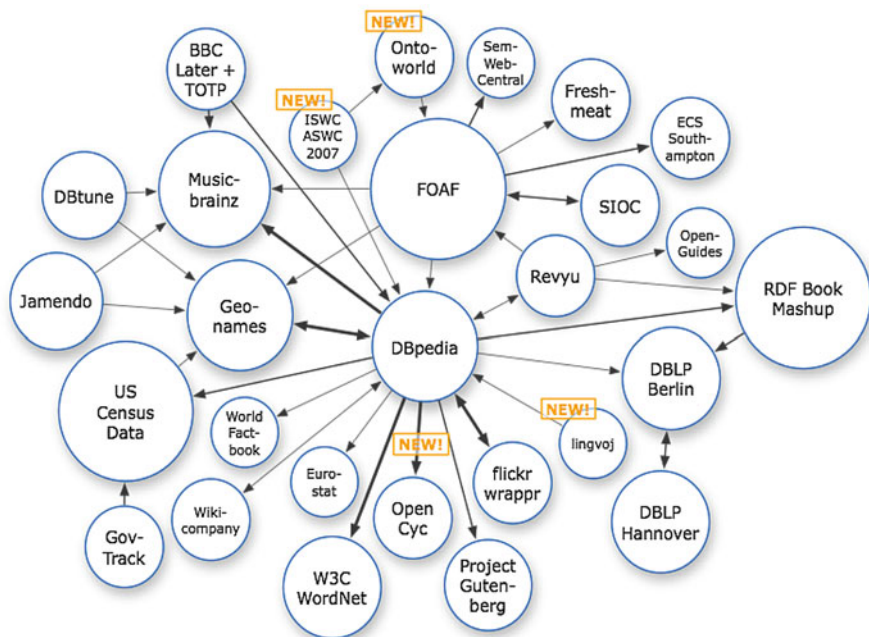 NEW!
BBC
Later +
TOTP
Onto-
world
Sem-
Web-
Central
NEW!
ISWC
ASWC
2007
Fresh-
meat
ECS
South-
ampton
DBtune
Music-
brainz
FOAF
SIOC
Open-
Guides
Revyu
Jamendo
Geo-
names
RDF Book
Mashup
DBpedia
US
Census
Data
DBLP
Berlin
World
Fact-
book
NEW!
NEW!
lingvoj
Euro-
stat
flickr
wrappr
Wiki-
company
Open
Cyc
DBLP
Hannover
Gov-
Track
W3C
WordNet
Project
Guten-
berg